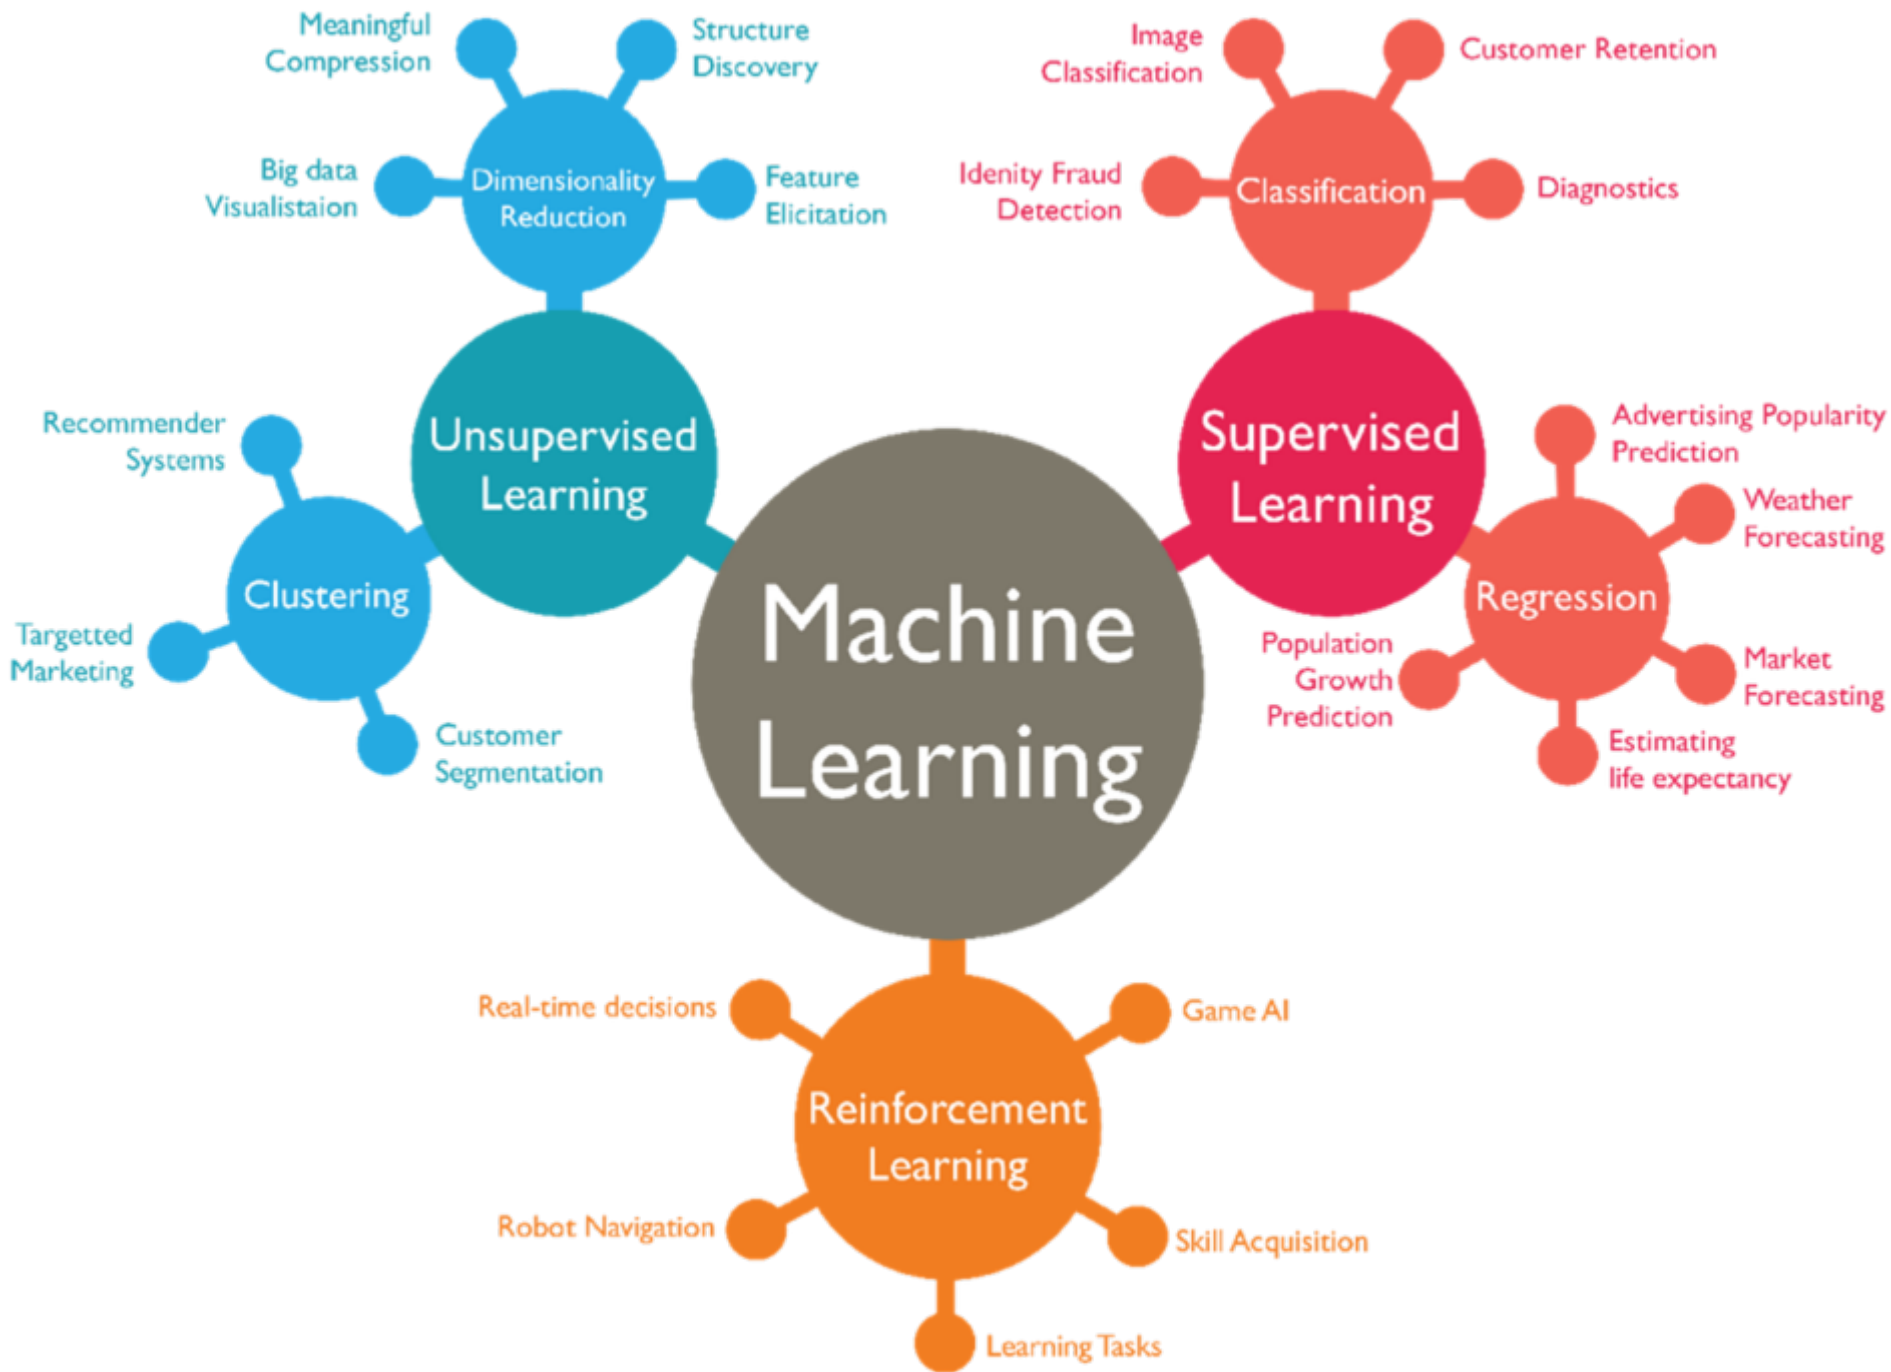 Meaningful
Compression
Structure
Discovery
Big data
Visualistaion
Dimensionality
Reduction
Feature
Elicitation
Image
Classification
Customer Retention
Idenity Fraud
Detection
Classification
Diagnostics
Unsupervised
Learning
Supervised
Learning
Recommender
Systems
Clustering
Targetted
Marketing
Customer
Segmentation
Machine
Learning
Advertising Popularity
Prediction
Weather
Forecasting
Regression
Population
Growth
Prediction
Market
Forecasting
Estimating
life expectancy
Real-time decisions
Game AI
Reinforcement
Learning
Robot Navigation
Skill Acquisition
Learning Tasks